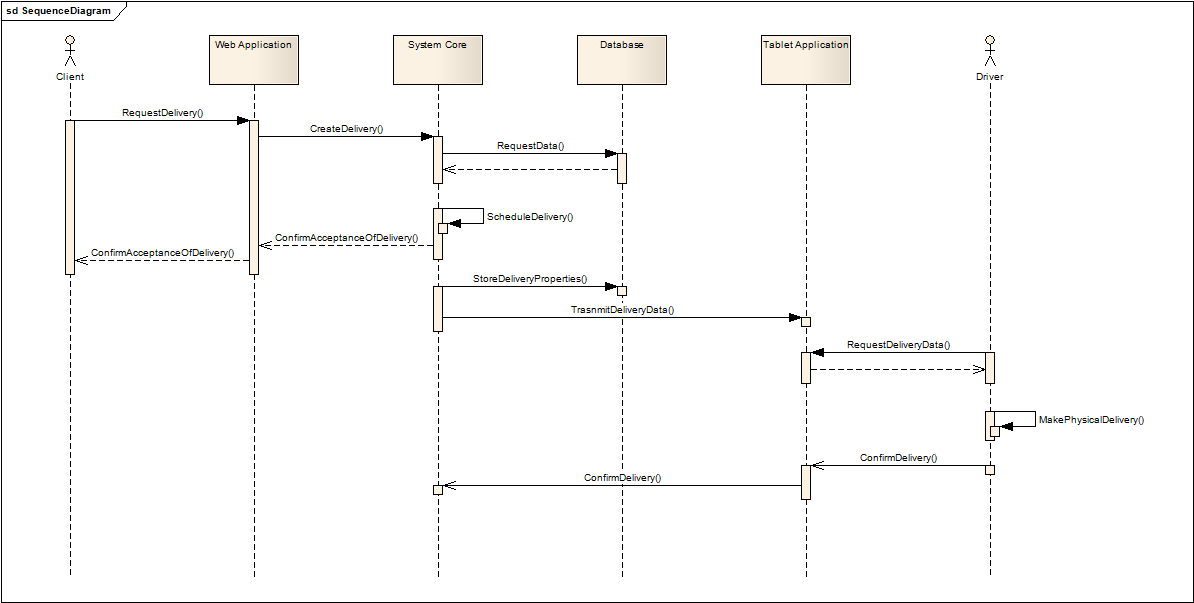 sd SequenceDiagram
Client
Web Application
System Core
Database
Tablet Application
Driver
RequestDelivery()
CreateDelivery()
RequestData()
ScheduleDelivery()
ConfirmAcceptanceOfDelivery()
ConfirmAcceptanceOfDelivery()
StoreDeliveryProperties()
TrasnmitDeliveryData()
RequestDeliveryData()
MakePhysicalDelivery()
ConfirmDelivery()
ConfirmDelivery()